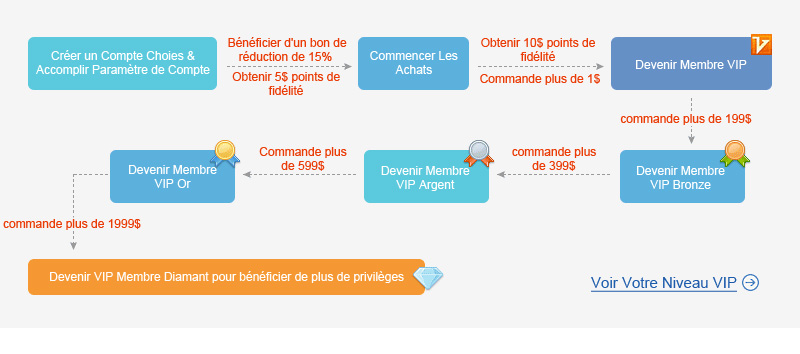 Créer un Compte Choies &
Accomplir Paramètre de Compte
Bénéficier d'un bon de
réduction de 15%
Obtenir 5$ points de
fidélité
Commencer Les
Achats
Obtenir 10$ points de
fidélité
Commande plus de 1$
Devenir Membre VIP
commande plus de 199$
Devenir Membre
VIP Bronze
commande plus
de 399$
Devenir Membre
VIP Argent
Commande plus
de 599$
Devenir Membre
VIP Or
commande plus de 1999$
Devenir VIP Membre Diamant pour bénéficier de plus de privilèges
Voir Votre Niveau VIP